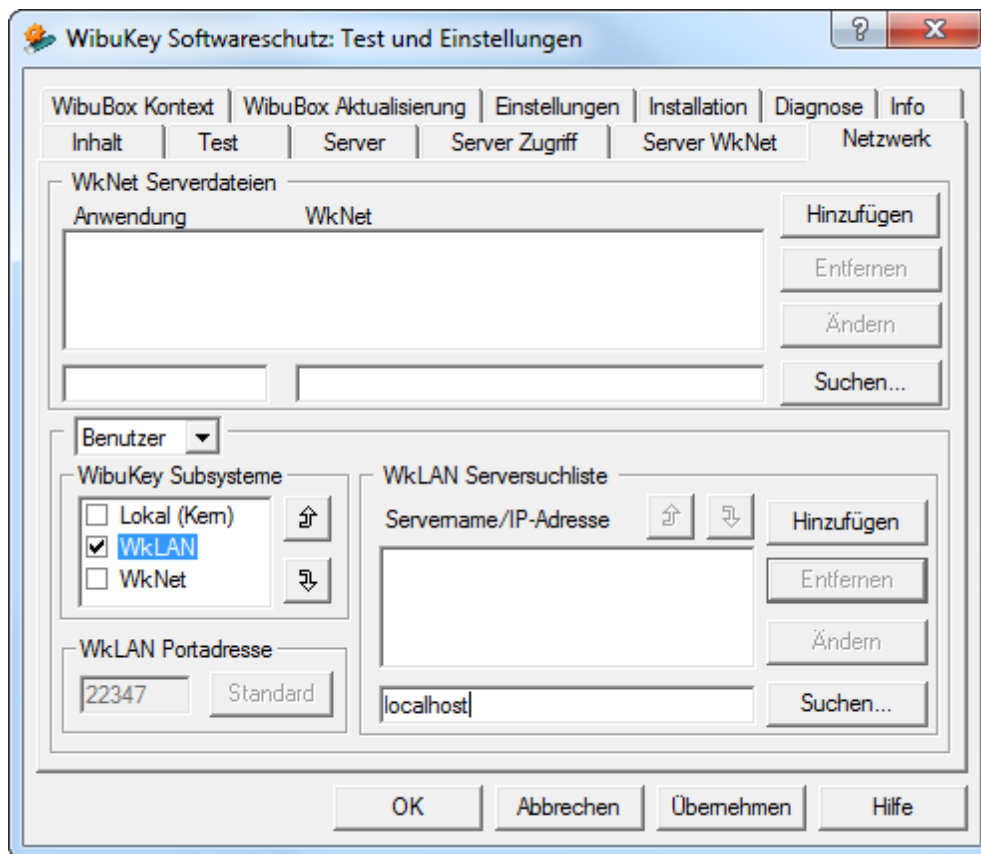 WibuKey Softwareschutz: Test und Einstellungen
WibuBox Kontext WibuBox Aktualisierung Einstellungen Installation Diagnose Info
Inhalt Test Server Server Zugriff Server WkNet Netzwerk
WkNet Serverdateien
Anwendung WkNet
Hinzufügen
Entfernen
Ändern
Suchen...
Benutzer
WibuKey Subsysteme
Lokal (Kern)
WkLAN
WkNet
WkLAN Portadresse
22347 Standard
WkLAN Serversuchliste
Servername/IP-Adresse
Hinzufügen
Entfernen
Ändern
localhost Suchen...
OK Abbrechen Übernehmen Hilfe